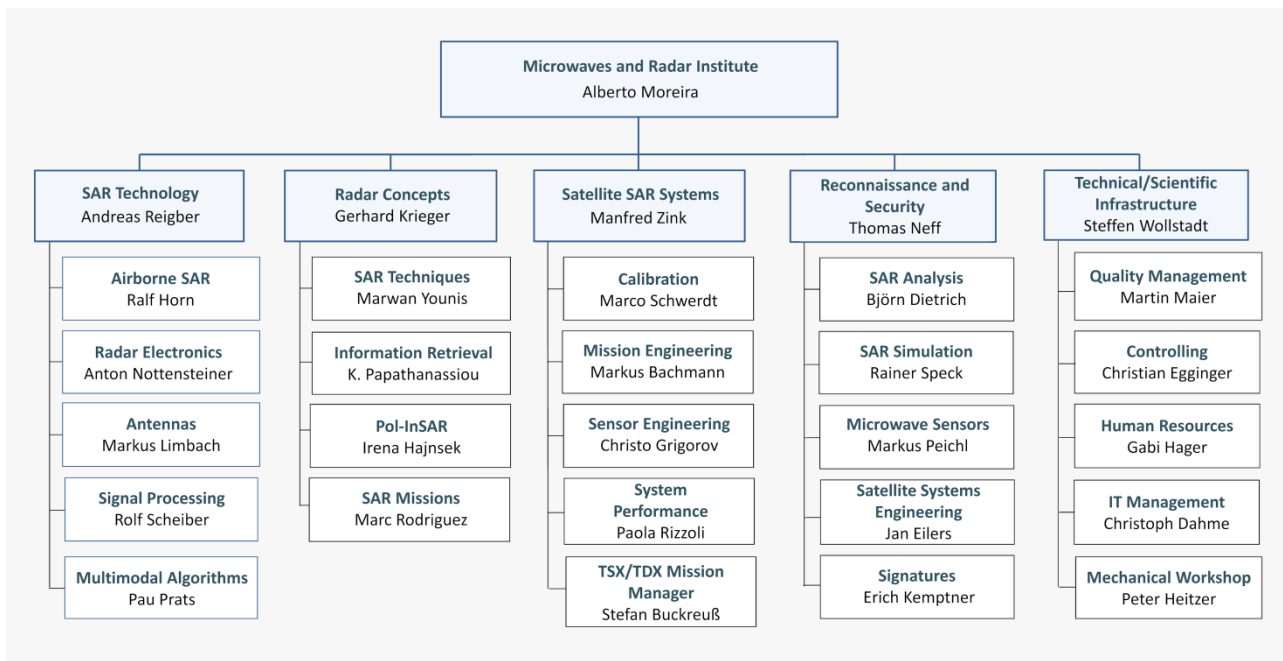 Microwaves and Radar Institute
Alberto Moreira
SAR Technology
Andreas Reigber
Airborne SAR
Ralf Horn
Radar Electronics
Anton Nottensteiner
Antennas
Markus Limbach
Signal Processing
Rolf Scheiber
Multimodal Algorithms
Pau Prats
Radar Concepts
Gerhard Krieger
SAR Techniques
Marwan Younis
Information Retrieval
K. Papathanassiou
Pol-InSAR
Irena Hajnsek
SAR Missions
Marc Rodriguez
Satellite SAR Systems
Manfred Zink
Calibration
Marco Schwerdt
Mission Engineering
Markus Bachmann
Sensor Engineering
Christo Grigorov
System
Performance
Paola Rizzoli
TSX/TDX Mission
Manager
Stefan Buckreuß
Reconnaissance and
Security
Thomas Neff
SAR Analysis
Björn Dietrich
SAR Simulation
Rainer Speck
Microwave Sensors
Markus Peichl
Satellite Systems
Engineering
Jan Eilers
Signatures
Erich Kemptner
Technical/Scientific
Infrastructure
Steffen Wollstadt
Quality Management
Martin Maier
Controlling
Christian Egginger
Human Resources
Gabi Hager
IT Management
Christoph Dahme
Mechanical Workshop
Peter Heitzer